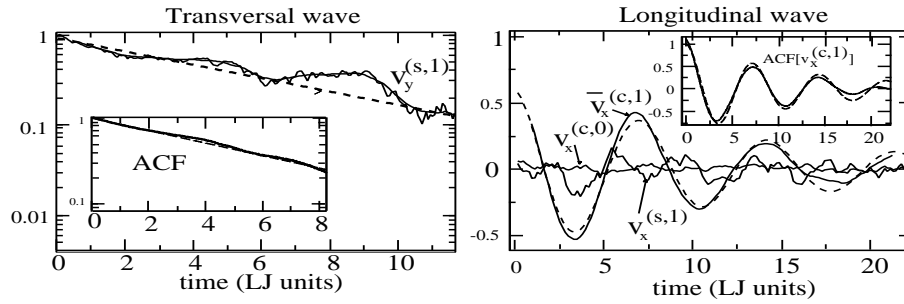 Transversal wave
1
0.1
0.01
v_y^(s,1)
1
0.1
ACF
0 2 4 6 8
0 2 4 6 8 10
time (LJ units)
Longitudinal wave
1
0.5
0
-0.5
v̅_x^(c,1)
v_x^(c,0)
v_x^(s,1)
1
0.5
0
-0.5
ACF[v_x^(c,1)]
0 5 10 15 20
0 5 10 15 20
time (LJ units)